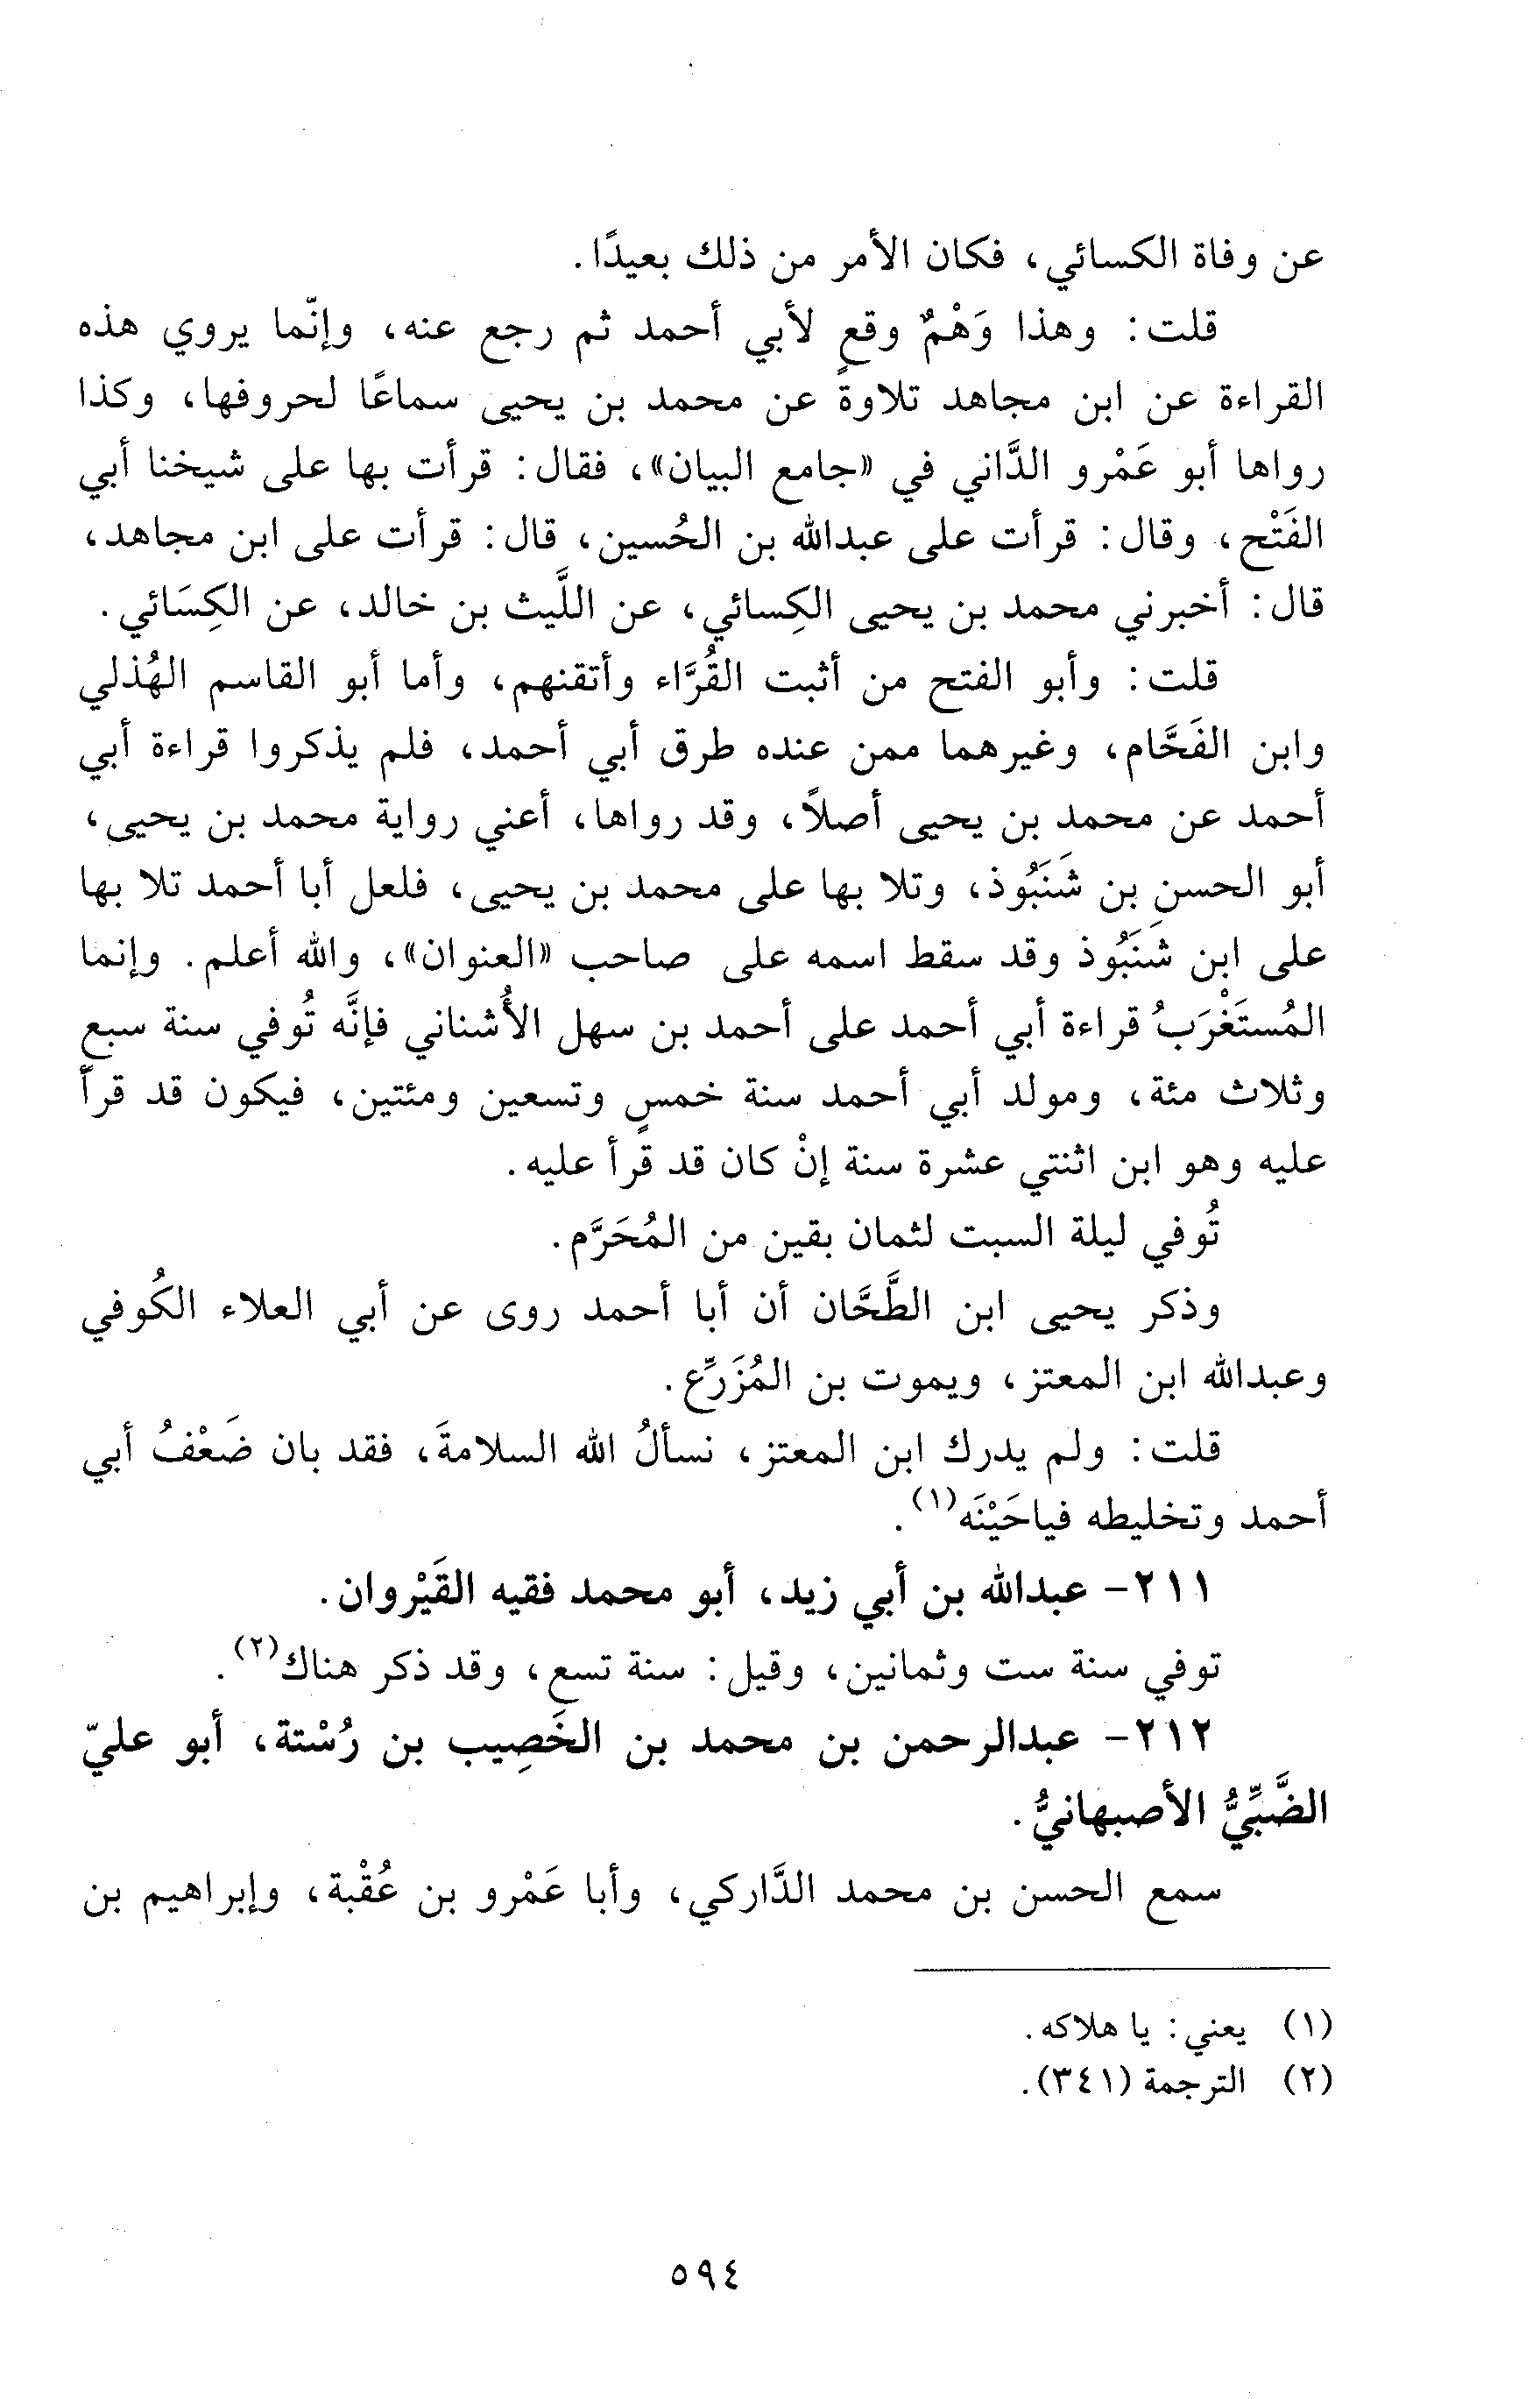 عن وفاة الكسائي، فكان الأمر من ذلك بعيدًا.
قلت: وهذا وَهْمٌ وقع لأبي أحمد ثم رجع عنه، وإنّما يروي هذه
القراءة عن ابن مجاهد تلاوةً عن محمد بن يحيى سماعًا لحروفها، وكذا
رواها أبو عَمْرو الدَّاني في «جامع البيان»، فقال: قرأت بها على شيخنا أبي
الفَتْح، وقال: قرأت على عبدالله بن الحُسين، قال: قرأت على ابن مجاهد،
قال: أخبرني محمد بن يحيى الكِسائي، عن اللَّيث بن خالد، عن الكِسَائي.
قلت: وأبو الفتح من أثبت القُرَّاء وأتقنهم، وأما أبو القاسم الهُذلي
وابن الفَحَّام، وغيرهما ممن عنده طرق أبي أحمد، فلم يذكروا قراءة أبي
أحمد عن محمد بن يحيى أصلاً، وقد رواها، أعني رواية محمد بن يحيى،
أبو الحسن بن شَنَبُوذ، وتلا بها على محمد بن يحيى، فلعل أبا أحمد تلا بها
على ابن شَنَبُوذ وقد سقط اسمه على صاحب «العنوان»، والله أعلم. وإنما
المُستَغْرَبُ قراءة أبي أحمد على أحمد بن سهل الأُشناني فإنَّه تُوفي سنة سبع
وثلاث مئة، ومولد أبي أحمد سنة خمسٍ وتسعين ومئتين، فيكون قد قرأ
عليه وهو ابن اثنتي عشرة سنة إنْ كان قد قرأ عليه.
تُوفي ليلة السبت لثمان بقين من المُحَرَّم.
وذكر يحيى ابن الطَّحَّان أن أبا أحمد روى عن أبي العلاء الكُوفي
وعبدالله ابن المعتز، ويموت بن المُزَرِّع.
قلت: ولم يدرك ابن المعتز، نسألُ الله السلامةَ، فقد بان ضَعْفُ أبي
أحمد وتخليطه فياحَيْنَه(١).
٢١١- عبدالله بن أبي زيد، أبو محمد فقيه القَيْروان.
توفي سنة ست وثمانين، وقيل: سنة تسع، وقد ذكر هناك(٢).
٢١٢- عبدالرحمن بن محمد بن الخَصِيب بن رُسْتة، أبو عليّ
الضَّبِّيُّ الأصبهانيُّ.
سمع الحسن بن محمد الدَّاركي، وأبا عَمْرو بن عُقْبة، وإبراهيم بن
(١) يعني: يا هلاكه.
(٢) الترجمة (٣٤١).
٥٩٤